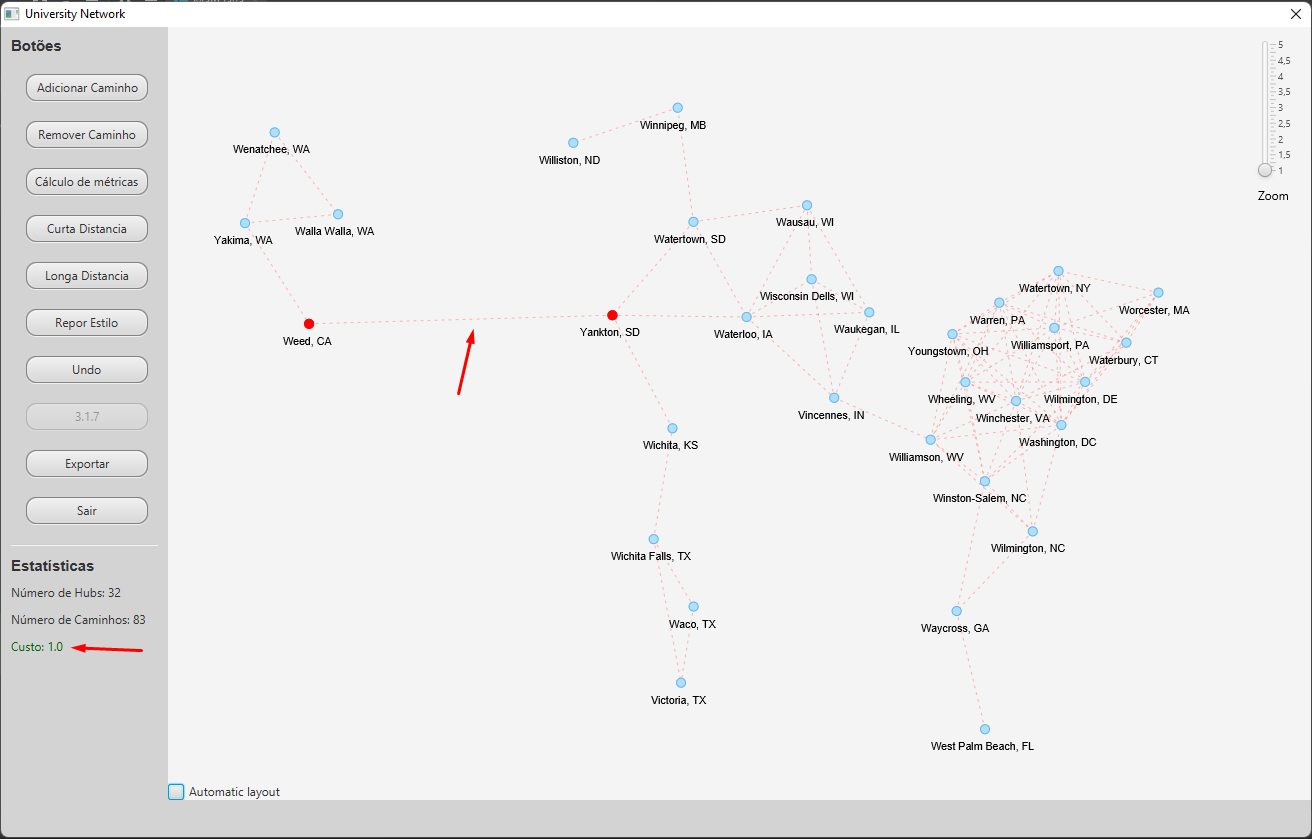 University Network
Botões
Adicionar Caminho
Remover Caminho
Cálculo de métricas
Curta Distancia
Longa Distancia
Repor Estilo
Undo
3.1.7
Exportar
Sair
Estatísticas
Número de Hubs: 32
Número de Caminhos: 83
Custo: 1.0
Winnipeg, MB
Wenatchee, WA
Williston, ND
Wausau, WI
Walla Walla, WA
Yakima, WA
Watertown, SD
Watertown, NY
Wisconsin Dells, WI
Worcester, MA
Warren, PA
Yankton, SD
Waterloo, IA
Waukegan, IL
Weed, CA
Williamsport, PA
Youngstown, OH
Waterbury, CT
Wheeling, WV
Wilmington, DE
Vincennes, IN
Winchester, VA
Washington, DC
Wichita, KS
Williamson, WV
Winston-Salem, NC
Wilmington, NC
Wichita Falls, TX
Waco, TX
Waycross, GA
Victoria, TX
West Palm Beach, FL
5
4,5
4
3,5
3
2,5
2
1,5
1
Zoom
Automatic layout